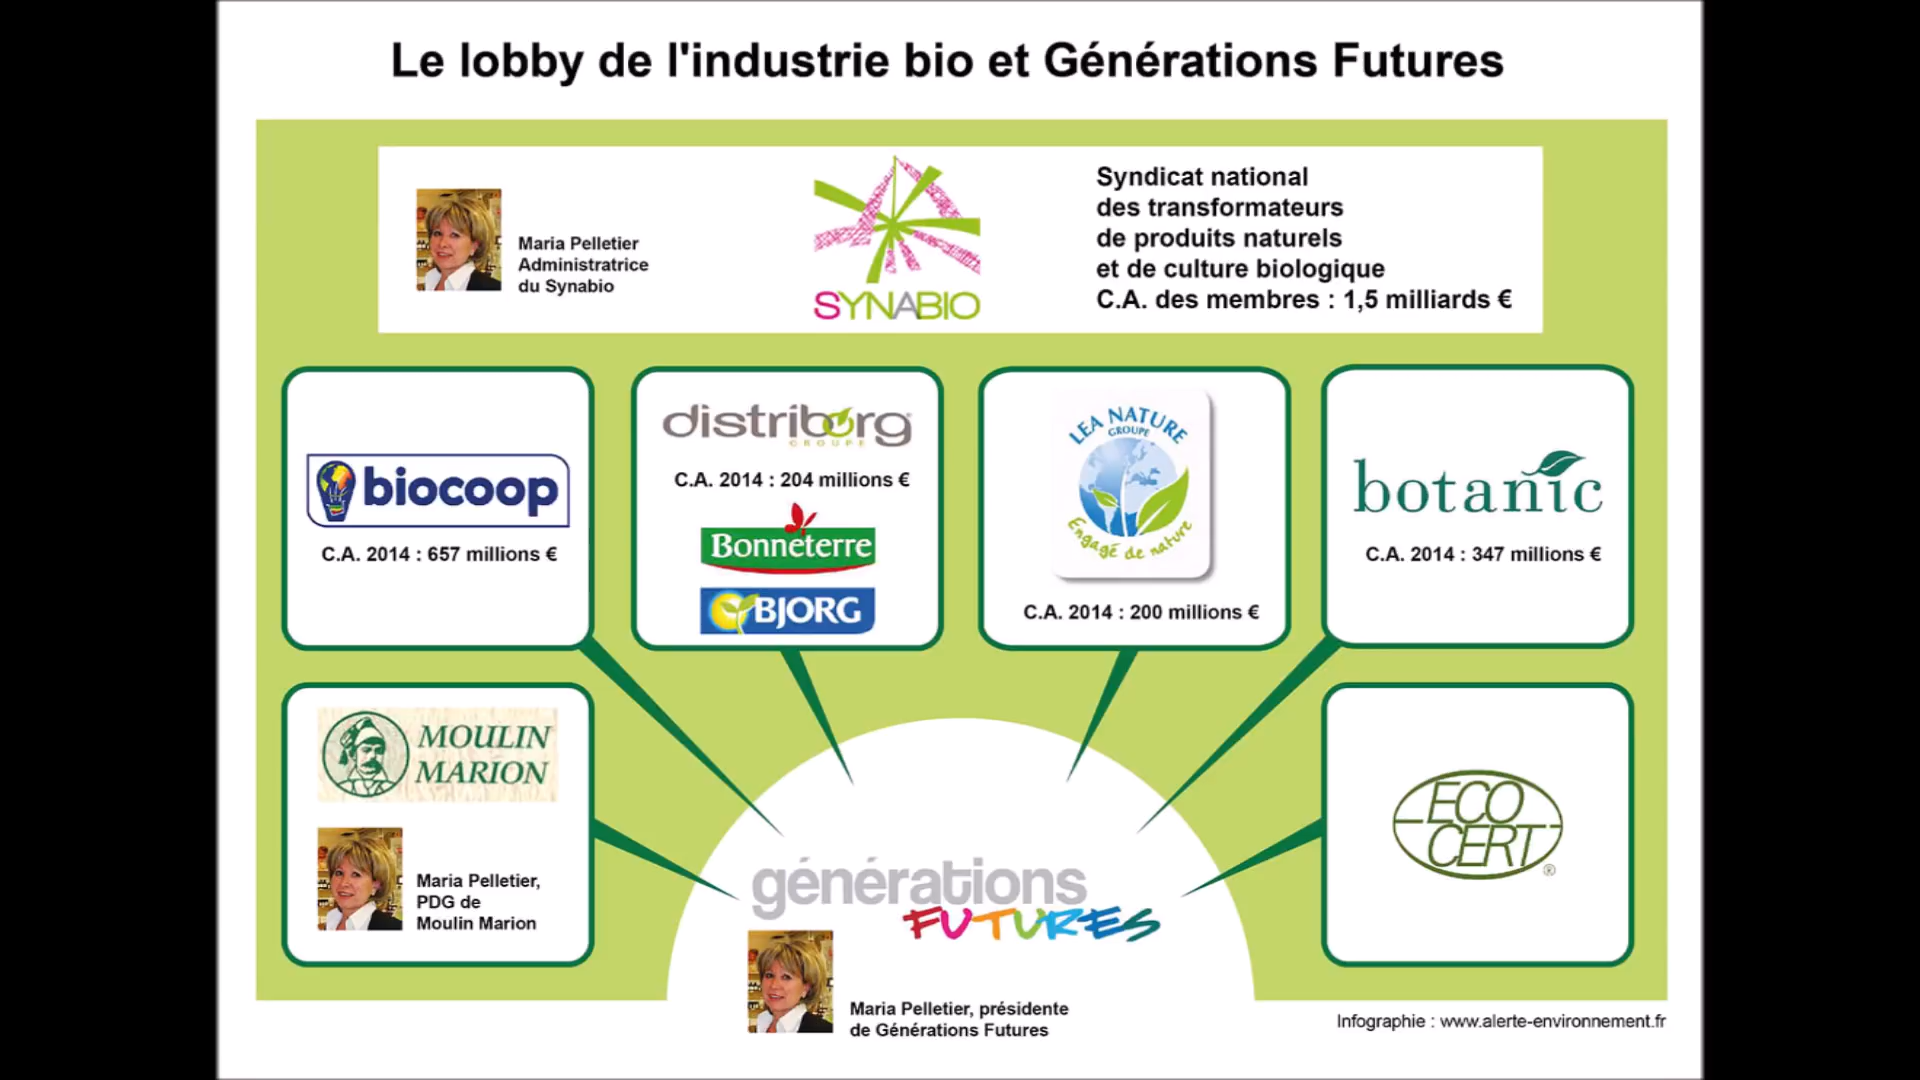 Le lobby de l'industrie bio et Générations Futures
Maria Pelletier
Administratrice
du Synabio
SYNABIO
Syndicat national
des transformateurs
de produits naturels
et de culture biologique
C.A. des membres : 1,5 milliards €
biocoop
C.A. 2014 : 657 millions €
distriborg
GROUPE
C.A. 2014 : 204 millions €
Bonneterre
BJORG
LEA NATURE
GROUPE
Engagé de nature
C.A. 2014 : 200 millions €
botanic
C.A. 2014 : 347 millions €
MOULIN
MARION
Maria Pelletier,
PDG de
Moulin Marion
générations
FUTURES
Maria Pelletier, présidente
de Générations Futures
ECO
CERT
®
Infographie : www.alerte-environnement.fr